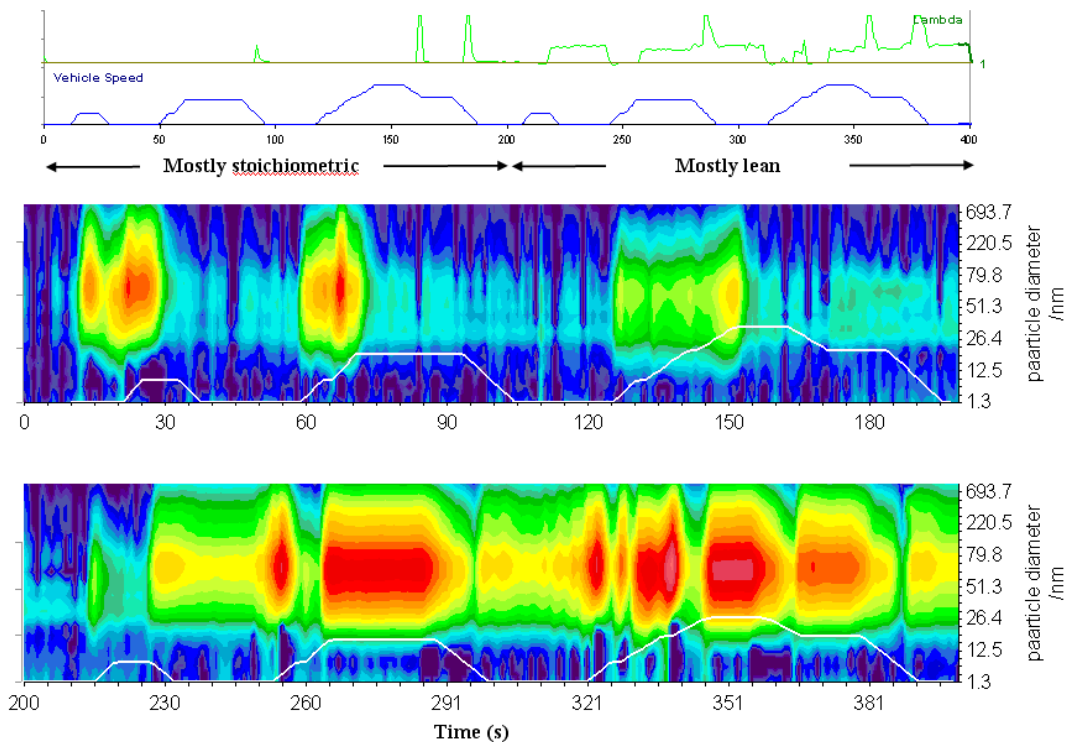 Lambda
1
Vehicle Speed
0 50 100 150 200 250 300 350 400
Mostly stoichiometric Mostly lean
693.7
220.5
79.8
51.3
26.4
12.5
1.3
paarticle diameter
/nm
0 30 60 90 120 150 180
693.7
220.5
79.8
51.3
26.4
12.5
1.3
paarticle diameter
/nm
200 230 260 291 321 351 381
Time (s)